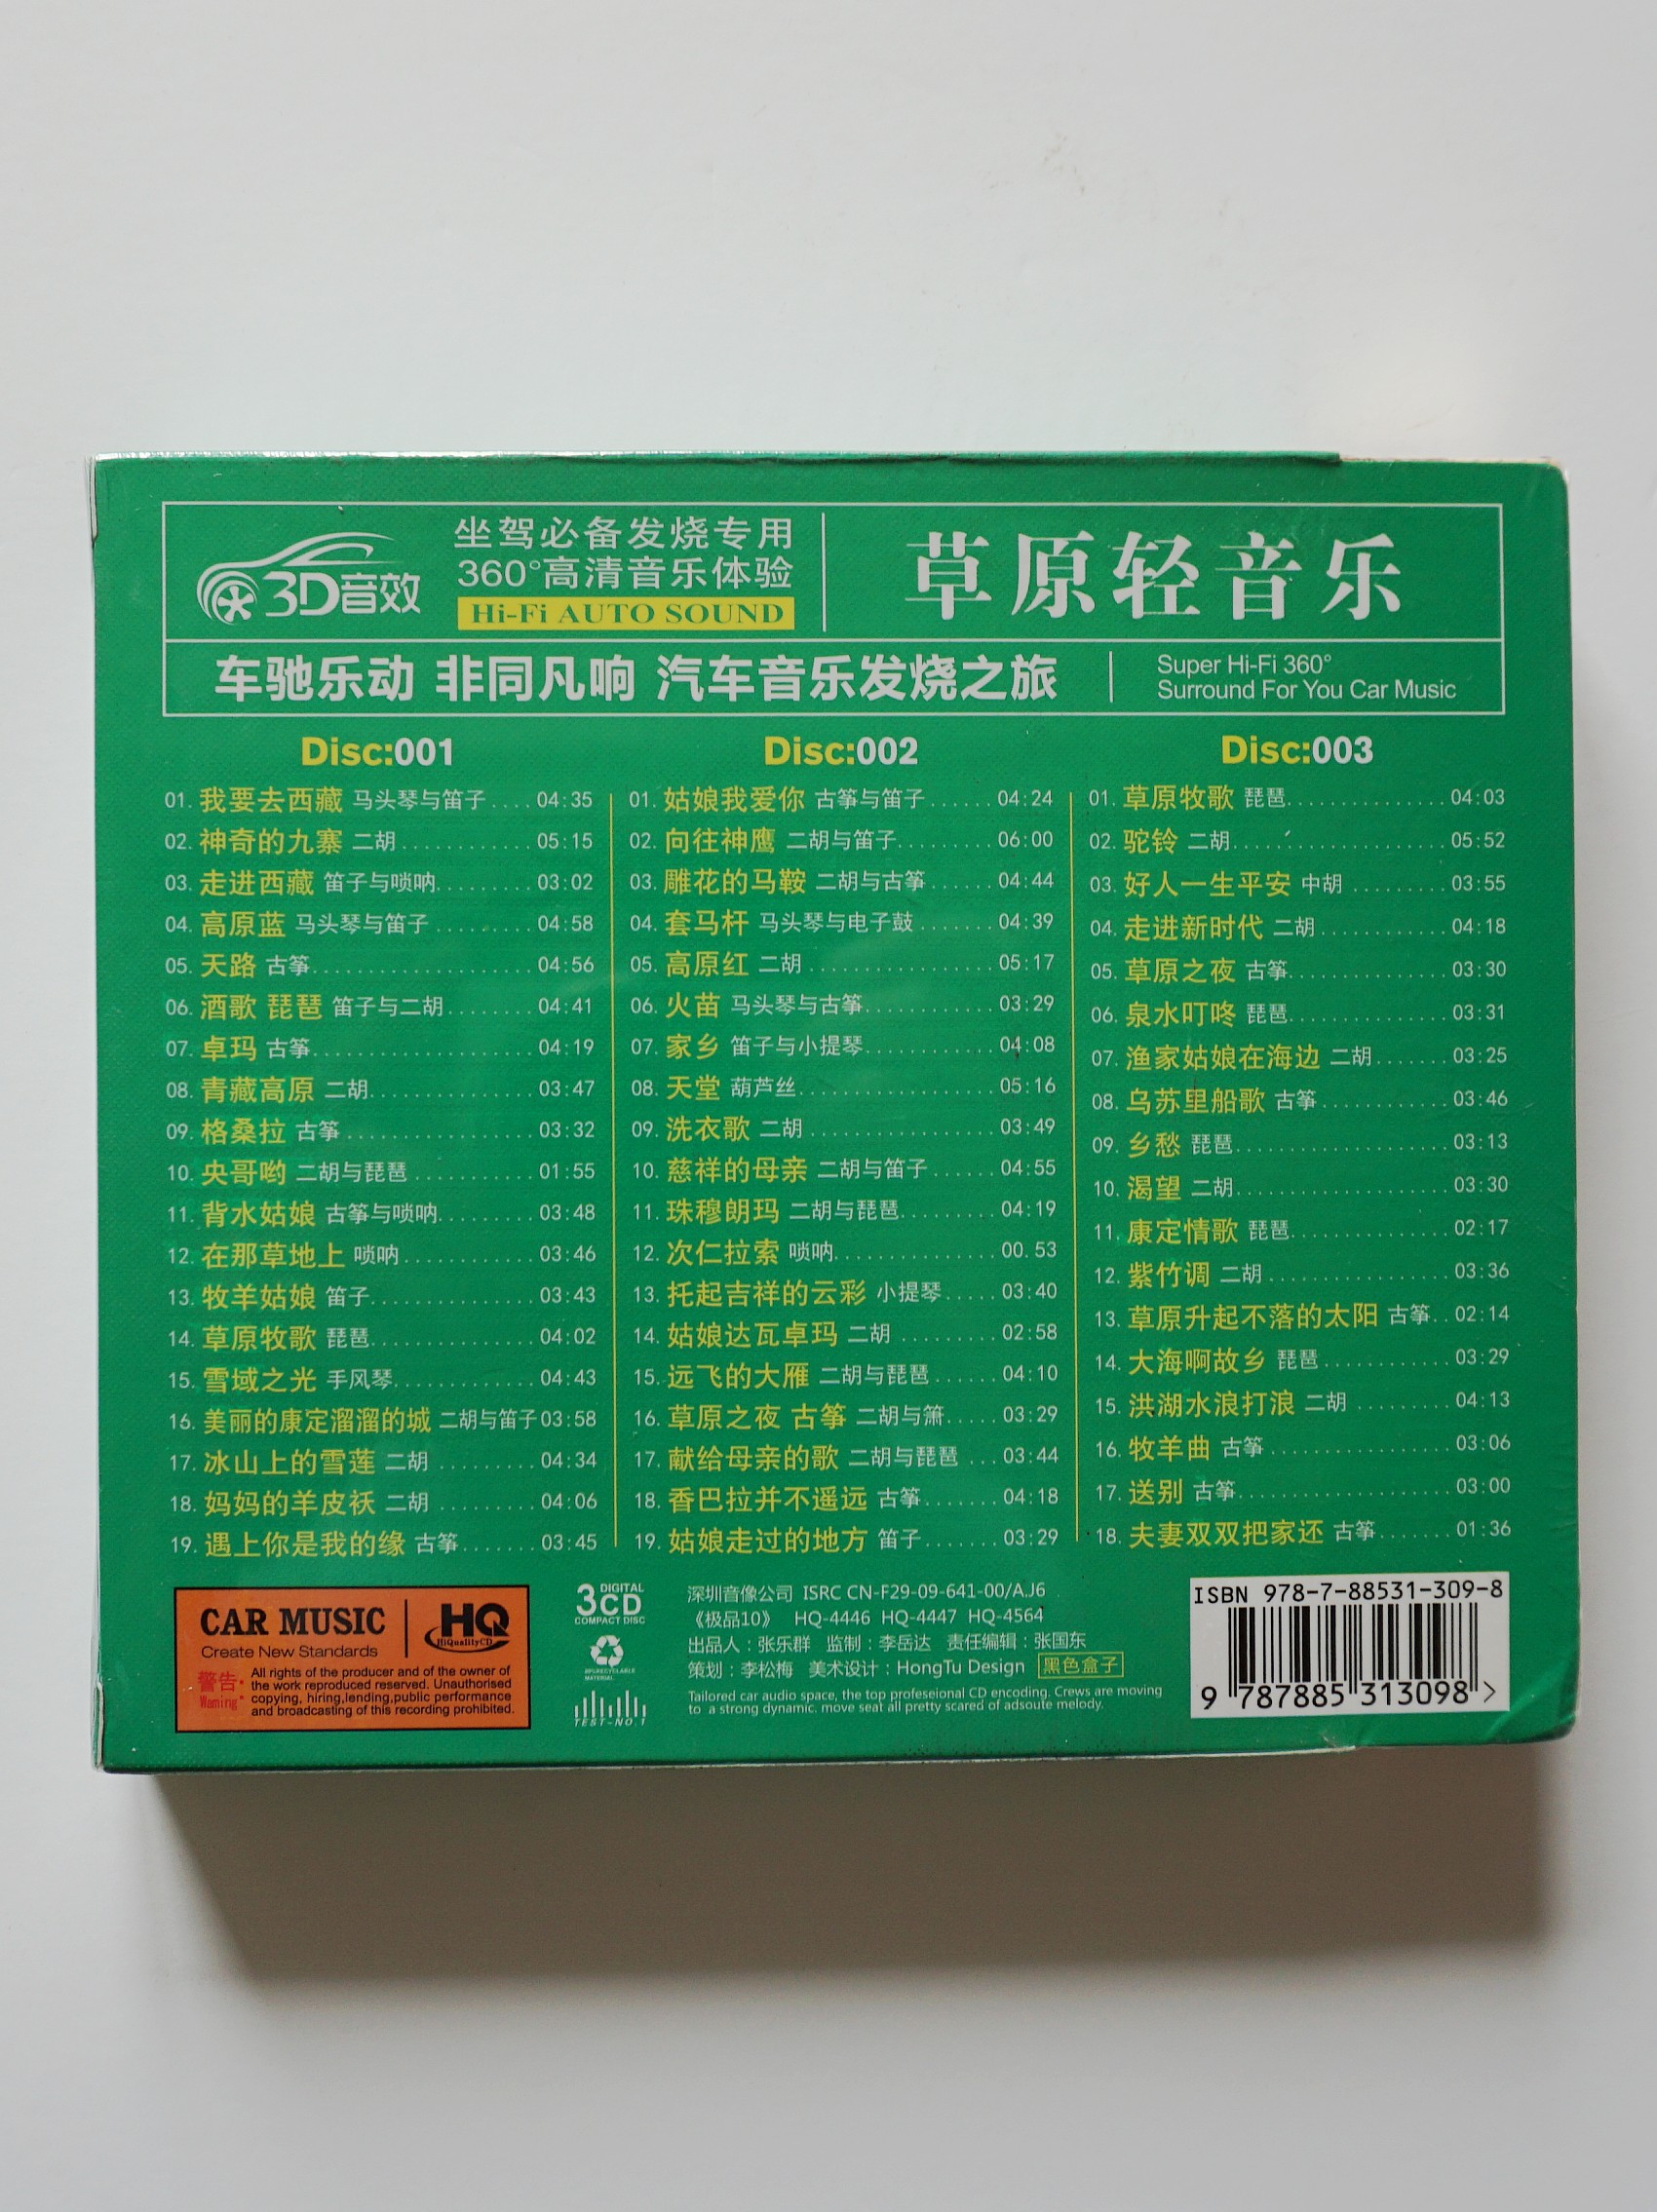 3D音效
坐驾必备发烧专用
360°高清音乐体验
Hi-Fi AUTO SOUND
草原轻音乐
车驰乐动 非同凡响 汽车音乐发烧之旅
Super Hi-Fi 360°
Surround For You Car Music
Disc:001
01. 我要去西藏 马头琴与笛子....04:35
02. 神奇的九寨 二胡............05:15
03. 走进西藏 笛子与唢呐.........03:02
04. 高原蓝 马头琴与笛子.........04:58
05. 天路 古筝....................04:56
06. 酒歌 琵琶 笛子与二胡........04:41
07. 卓玛 古筝....................04:19
08. 青藏高原 二胡...............03:47
09. 格桑拉 古筝.................03:32
10. 央哥哟 二胡与琵琶...........01:55
11. 背水姑娘 古筝与唢呐.........03:48
12. 在那草地上 唢呐.............03:46
13. 牧羊姑娘 笛子...............03:43
14. 草原牧歌 琵琶...............04:02
15. 雪域之光 手风琴.............04:43
16. 美丽的康定溜溜的城 二胡与笛子03:58
17. 冰山上的雪莲 二胡.........04:34
18. 妈妈的羊皮袄 二胡.........04:06
19. 遇上你是我的缘 古筝.......03:45
Disc:002
01. 姑娘我爱你 古筝与笛子......04:24
02. 向往神鹰 二胡与笛子.........06:00
03. 雕花的马鞍 二胡与古筝......04:44
04. 套马杆 马头琴与电子鼓.......04:39
05. 高原红 二胡.................05:17
06. 火苗 马头琴与古筝...........03:29
07. 家乡 笛子与小提琴...........04:08
08. 天堂 葫芦丝.................05:16
09. 洗衣歌 二胡.................03:49
10. 慈祥的母亲 二胡与笛子......04:55
11. 珠穆朗玛 二胡与琵琶.........04:19
12. 次仁拉索 唢呐...............00.53
13. 托起吉祥的云彩 小提琴.....03:40
14. 姑娘达瓦卓玛 二胡.........02:58
15. 远飞的大雁 二胡与琵琶......04:10
16. 草原之夜 古筝 二胡与箫.....03:29
17. 献给母亲的歌 二胡与琵琶...03:44
18. 香巴拉并不遥远 古筝.......04:18
19. 姑娘走过的地方 笛子.......03:29
Disc:003
01. 草原牧歌 琵琶...............04:03
02. 驼铃 二胡....................05:52
03. 好人一生平安 中胡.........03:55
04. 走进新时代 二胡............04:18
05. 草原之夜 古筝...............03:30
06. 泉水叮咚 琵琶...............03:31
07. 渔家姑娘在海边 二胡.......03:25
08. 乌苏里船歌 古筝............03:46
09. 乡愁 琵琶....................03:13
10. 渴望 二胡....................03:30
11. 康定情歌 琵琶...............02:17
12. 紫竹调 二胡.................03:36
13. 草原升起不落的太阳 古筝..02:14
14. 大海啊故乡 琵琶............03:29
15. 洪湖水浪打浪 二胡.........04:13
16. 牧羊曲 古筝.................03:06
17. 送别 古筝....................03:00
18. 夫妻双双把家还 古筝.......01:36
CAR MUSIC
Create New Standards
HQ
HiQualityCD
警告:
Waming
All rights of the producer and of the owner of
the work reproduced reserved. Unauthorised
copying, hiring,lending,public performance
and broadcasting of this recording prohibited.
3CD DIGITAL
COMPACT DISC
TEST-NO.1
深圳音像公司 ISRC CN-F29-09-641-00/A.J6
《极品10》 HQ-4446 HQ-4447 HQ-4564
出品人：张乐群 监制：李岳达 责任编辑：张国东
策划：李松梅 美术设计：HongTu Design 黑色盒子
Tailored car audio space, the top profeseional CD encoding. Crews are moving
to a strong dynamic. move seat all pretty scared of adsoute melody.
ISBN 978-7-88531-309-8
9 787885 313098 >